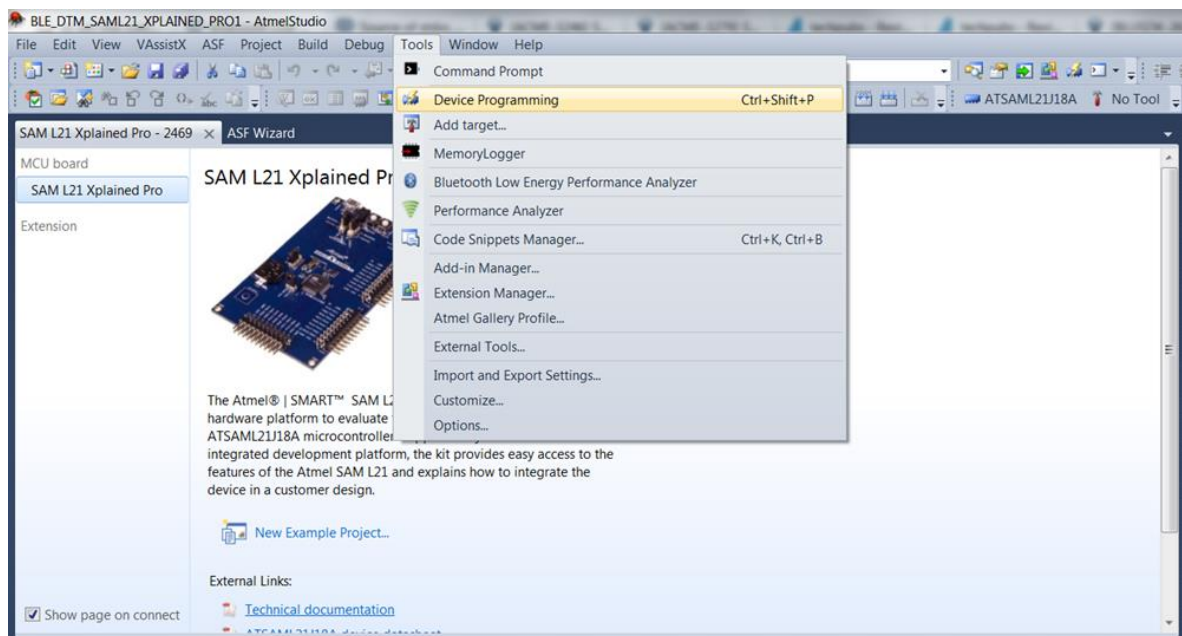 BLE_DTM_SAML21_XPLAINED_PRO1 - AtmelStudio
File Edit View VAssistX ASF Project Build Debug Tools Window Help
ATSAML21J18A No Tool
SAM L21 Xplained Pro - 2469 ASF Wizard
MCU board
SAM L21 Xplained Pro
Extension
Show page on connect
SAM L21 Xplained Pr
The Atmel® | SMART™ SAM L2
hardware platform to evaluate
ATSAML21J18A microcontroller
integrated development platform, the kit provides easy access to the
features of the Atmel SAM L21 and explains how to integrate the
device in a customer design.
New Example Project...
External Links:
Technical documentation
ATSAML21J18A device datasheet
Command Prompt
Device Programming Ctrl+Shift+P
Add target...
MemoryLogger
Bluetooth Low Energy Performance Analyzer
Performance Analyzer
Code Snippets Manager... Ctrl+K, Ctrl+B
Add-in Manager...
Extension Manager...
Atmel Gallery Profile...
External Tools...
Import and Export Settings...
Customize...
Options...